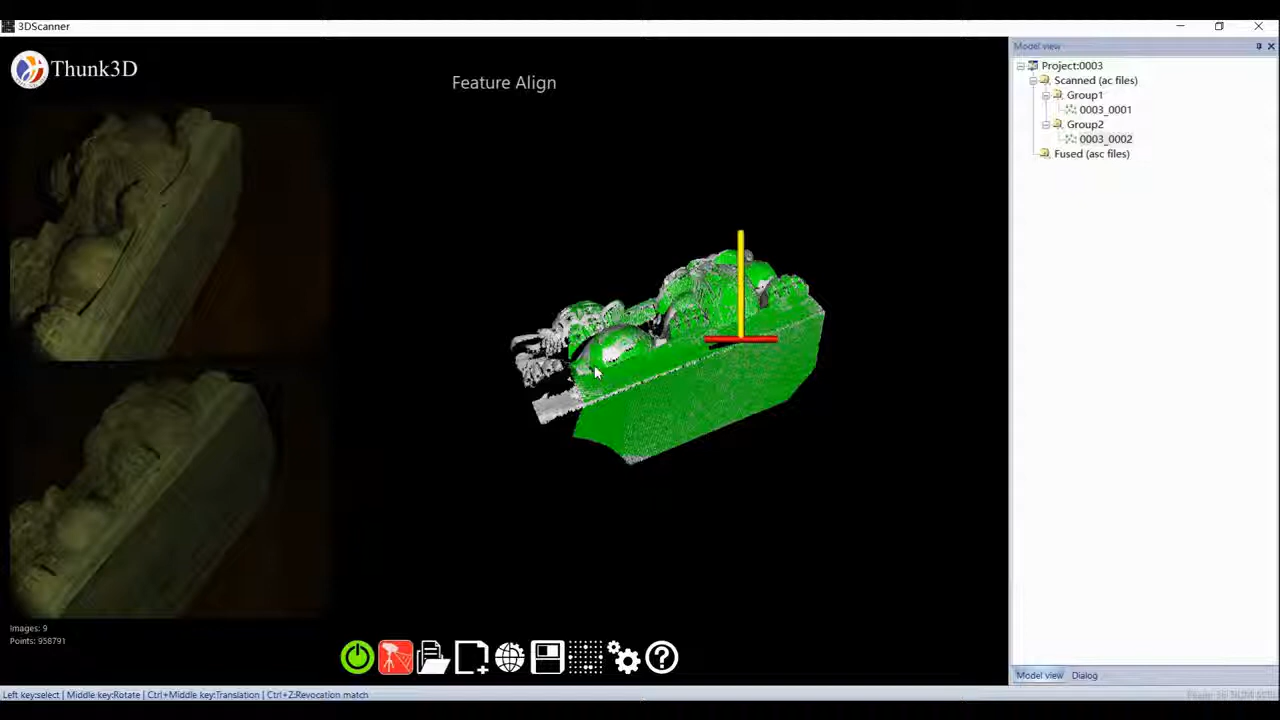 3DScanner
Thunk3D
Feature Align
Model view
Project:0003
Scanned (ac files)
Group1
0003_0001
Group2
0003_0002
Fused (asc files)
Images: 9
Points: 958791
Model view Dialog
Left key:select | Middle key:Rotate | Ctrl+Middle key:Translation | Ctrl+Z:Revocation match